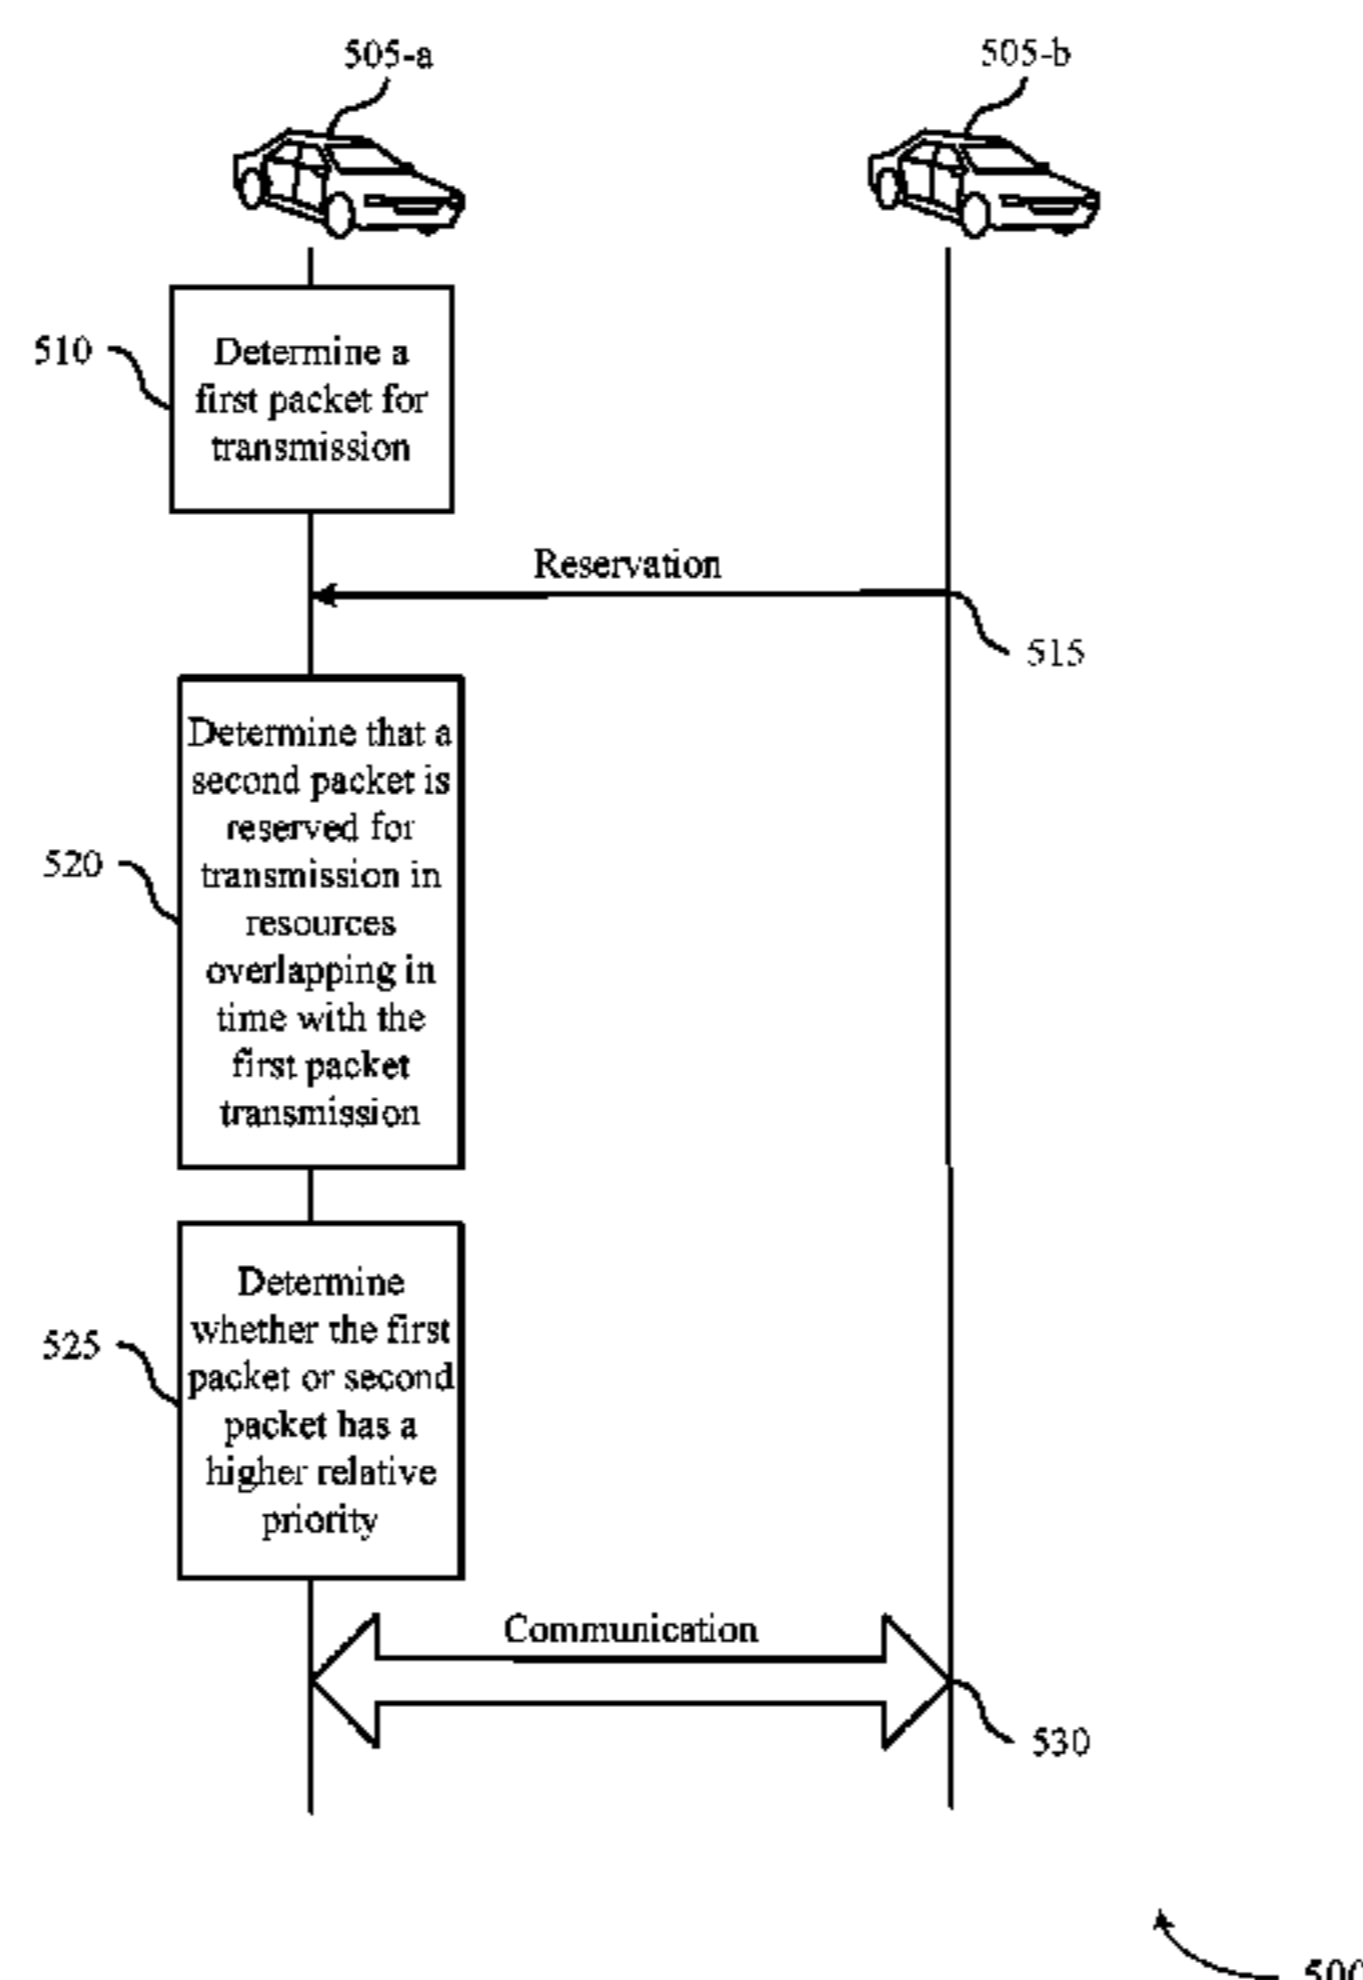 505-a
505-b
510
Determine a
first packet for
transmission
Reservation
515
520
Determine that a
second packet is
reserved for
transmission in
resources
overlapping in
time with the
first packet
transmission
525
Determine
whether the first
packet or second
packet has a
higher relative
priority
Communication
530
500